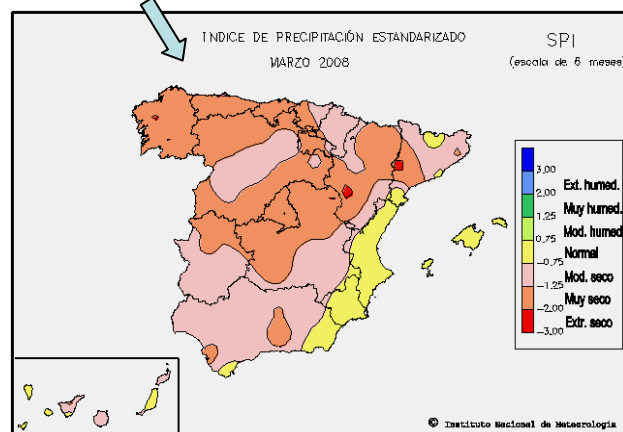 INDICE DE PRECIPITACIÓN ESTANDARIZADO
MARZO 2008
SPI
(escala de 6 meses)
3,00
Ext. humed.
2,00
Muy humed.
1,25
Mod. humed
0,75
Normal
-0,75
Mod. seco
-1,25
Muy seco
-2,00
Extr. seco
-3,00
© Instituto Nacional de Meteorología